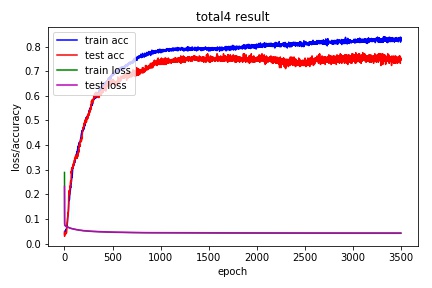 total4 result
train acc
test acc
train loss
test loss
loss/accuracy
0.8
0.7
0.6
0.5
0.4
0.3
0.2
0.1
0.0
0 500 1000 1500 2000 2500 3000 3500
epoch